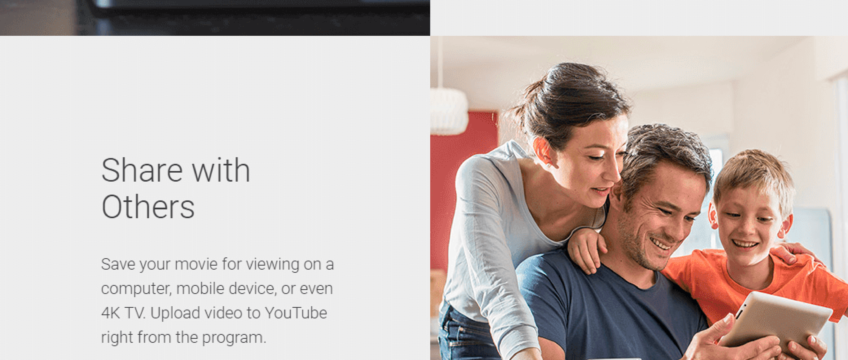 Share with
Others
Save your movie for viewing on a
computer, mobile device, or even
4K TV. Upload video to YouTube
right from the program.